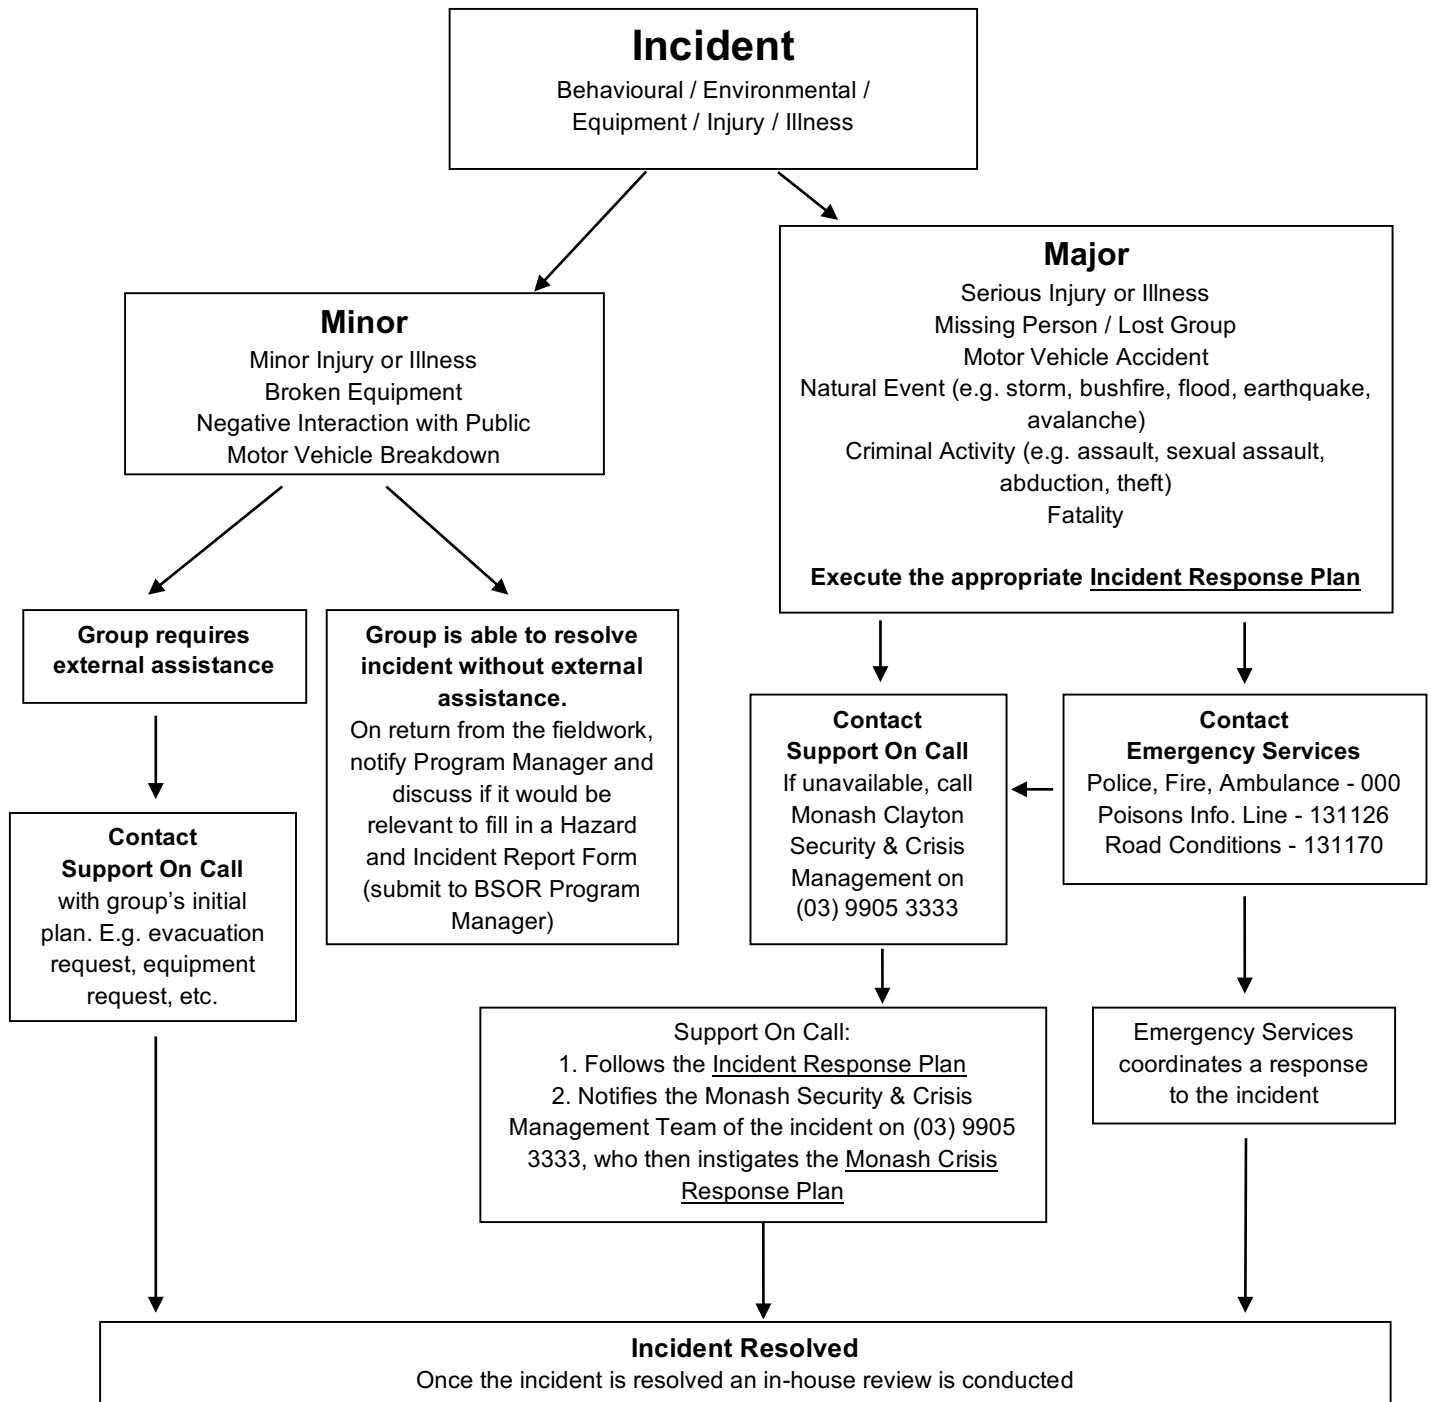 Incident
Behavioural / Environmental /
Equipment / Injury / Illness
Minor
Minor Injury or Illness
Broken Equipment
Negative Interaction with Public
Motor Vehicle Breakdown
Major
Serious Injury or Illness
Missing Person / Lost Group
Motor Vehicle Accident
Natural Event (e.g. storm, bushfire, flood, earthquake,
avalanche)
Criminal Activity (e.g. assault, sexual assault,
abduction, theft)
Fatality
Execute the appropriate Incident Response Plan
Group requires
external assistance
Group is able to resolve
incident without external
assistance.
On return from the fieldwork,
notify Program Manager and
discuss if it would be
relevant to fill in a Hazard
and Incident Report Form
(submit to BSOR Program
Manager)
Contact
Support On Call
with group’s initial
plan. E.g. evacuation
request, equipment
request, etc.
Contact
Support On Call
If unavailable, call
Monash Clayton
Security & Crisis
Management on
(03) 9905 3333
Contact
Emergency Services
Police, Fire, Ambulance - 000
Poisons Info. Line - 131126
Road Conditions - 131170
Support On Call:
1. Follows the Incident Response Plan
2. Notifies the Monash Security & Crisis
Management Team of the incident on (03) 9905
3333, who then instigates the Monash Crisis
Response Plan
Emergency Services
coordinates a response
to the incident
Incident Resolved
Once the incident is resolved an in-house review is conducted